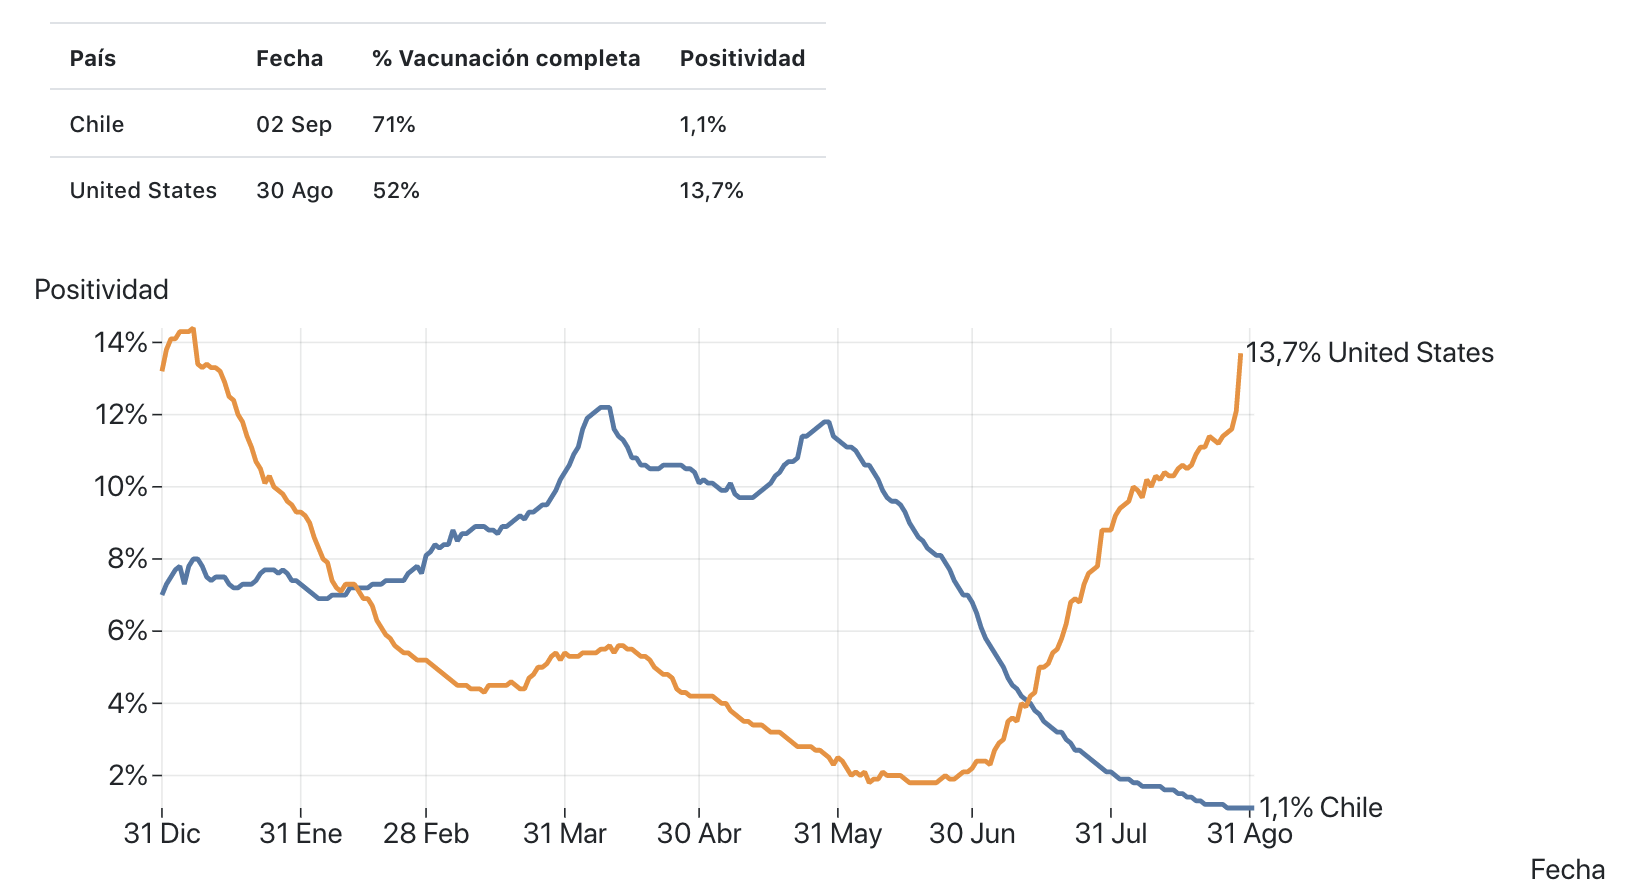 País Fecha % Vacunación completa Positividad
Chile 02 Sep 71% 1,1%
United States 30 Ago 52% 13,7%
Positividad
14%
13,7% United States
12%
10%
8%
6%
4%
2%
1,1% Chile
31 Dic 31 Ene 28 Feb 31 Mar 30 Abr 31 May 30 Jun 31 Jul 31 Ago
Fecha